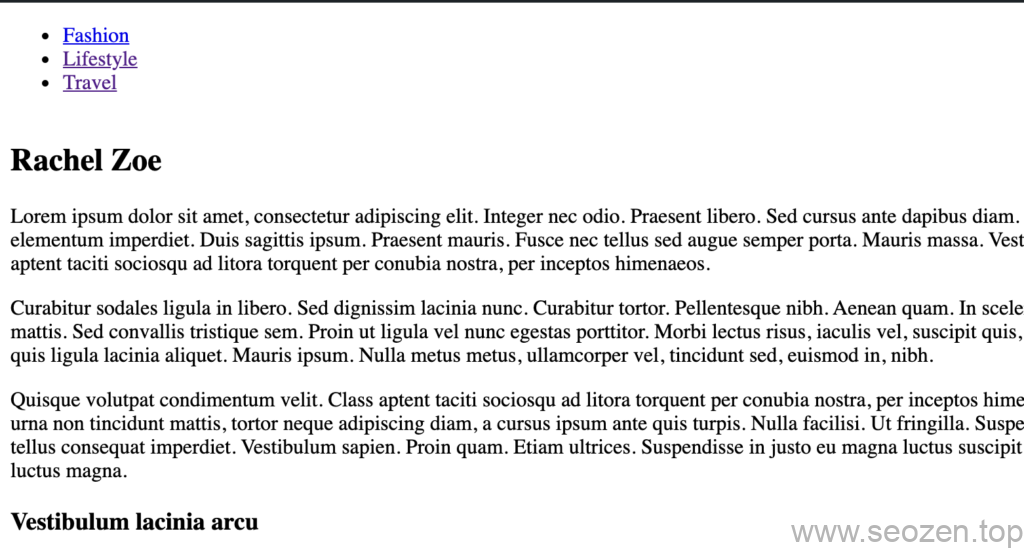 Fashion
Lifestyle
Travel
Rachel Zoe
Lorem ipsum dolor sit amet, consectetur adipiscing elit. Integer nec odio. Praesent libero. Sed cursus ante dapibus diam.
elementum imperdiet. Duis sagittis ipsum. Praesent mauris. Fusce nec tellus sed augue semper porta. Mauris massa. Vest
aptent taciti sociosqu ad litora torquent per conubia nostra, per inceptos himenaeos.
Curabitur sodales ligula in libero. Sed dignissim lacinia nunc. Curabitur tortor. Pellentesque nibh. Aenean quam. In scele
mattis. Sed convallis tristique sem. Proin ut ligula vel nunc egestas porttitor. Morbi lectus risus, iaculis vel, suscipit quis,
quis ligula lacinia aliquet. Mauris ipsum. Nulla metus metus, ullamcorper vel, tincidunt sed, euismod in, nibh.
Quisque volutpat condimentum velit. Class aptent taciti sociosqu ad litora torquent per conubia nostra, per inceptos hime
urna non tincidunt mattis, tortor neque adipiscing diam, a cursus ipsum ante quis turpis. Nulla facilisi. Ut fringilla. Suspe
tellus consequat imperdiet. Vestibulum sapien. Proin quam. Etiam ultrices. Suspendisse in justo eu magna luctus suscipit
luctus magna.
Vestibulum lacinia arcu
www.seozen.top